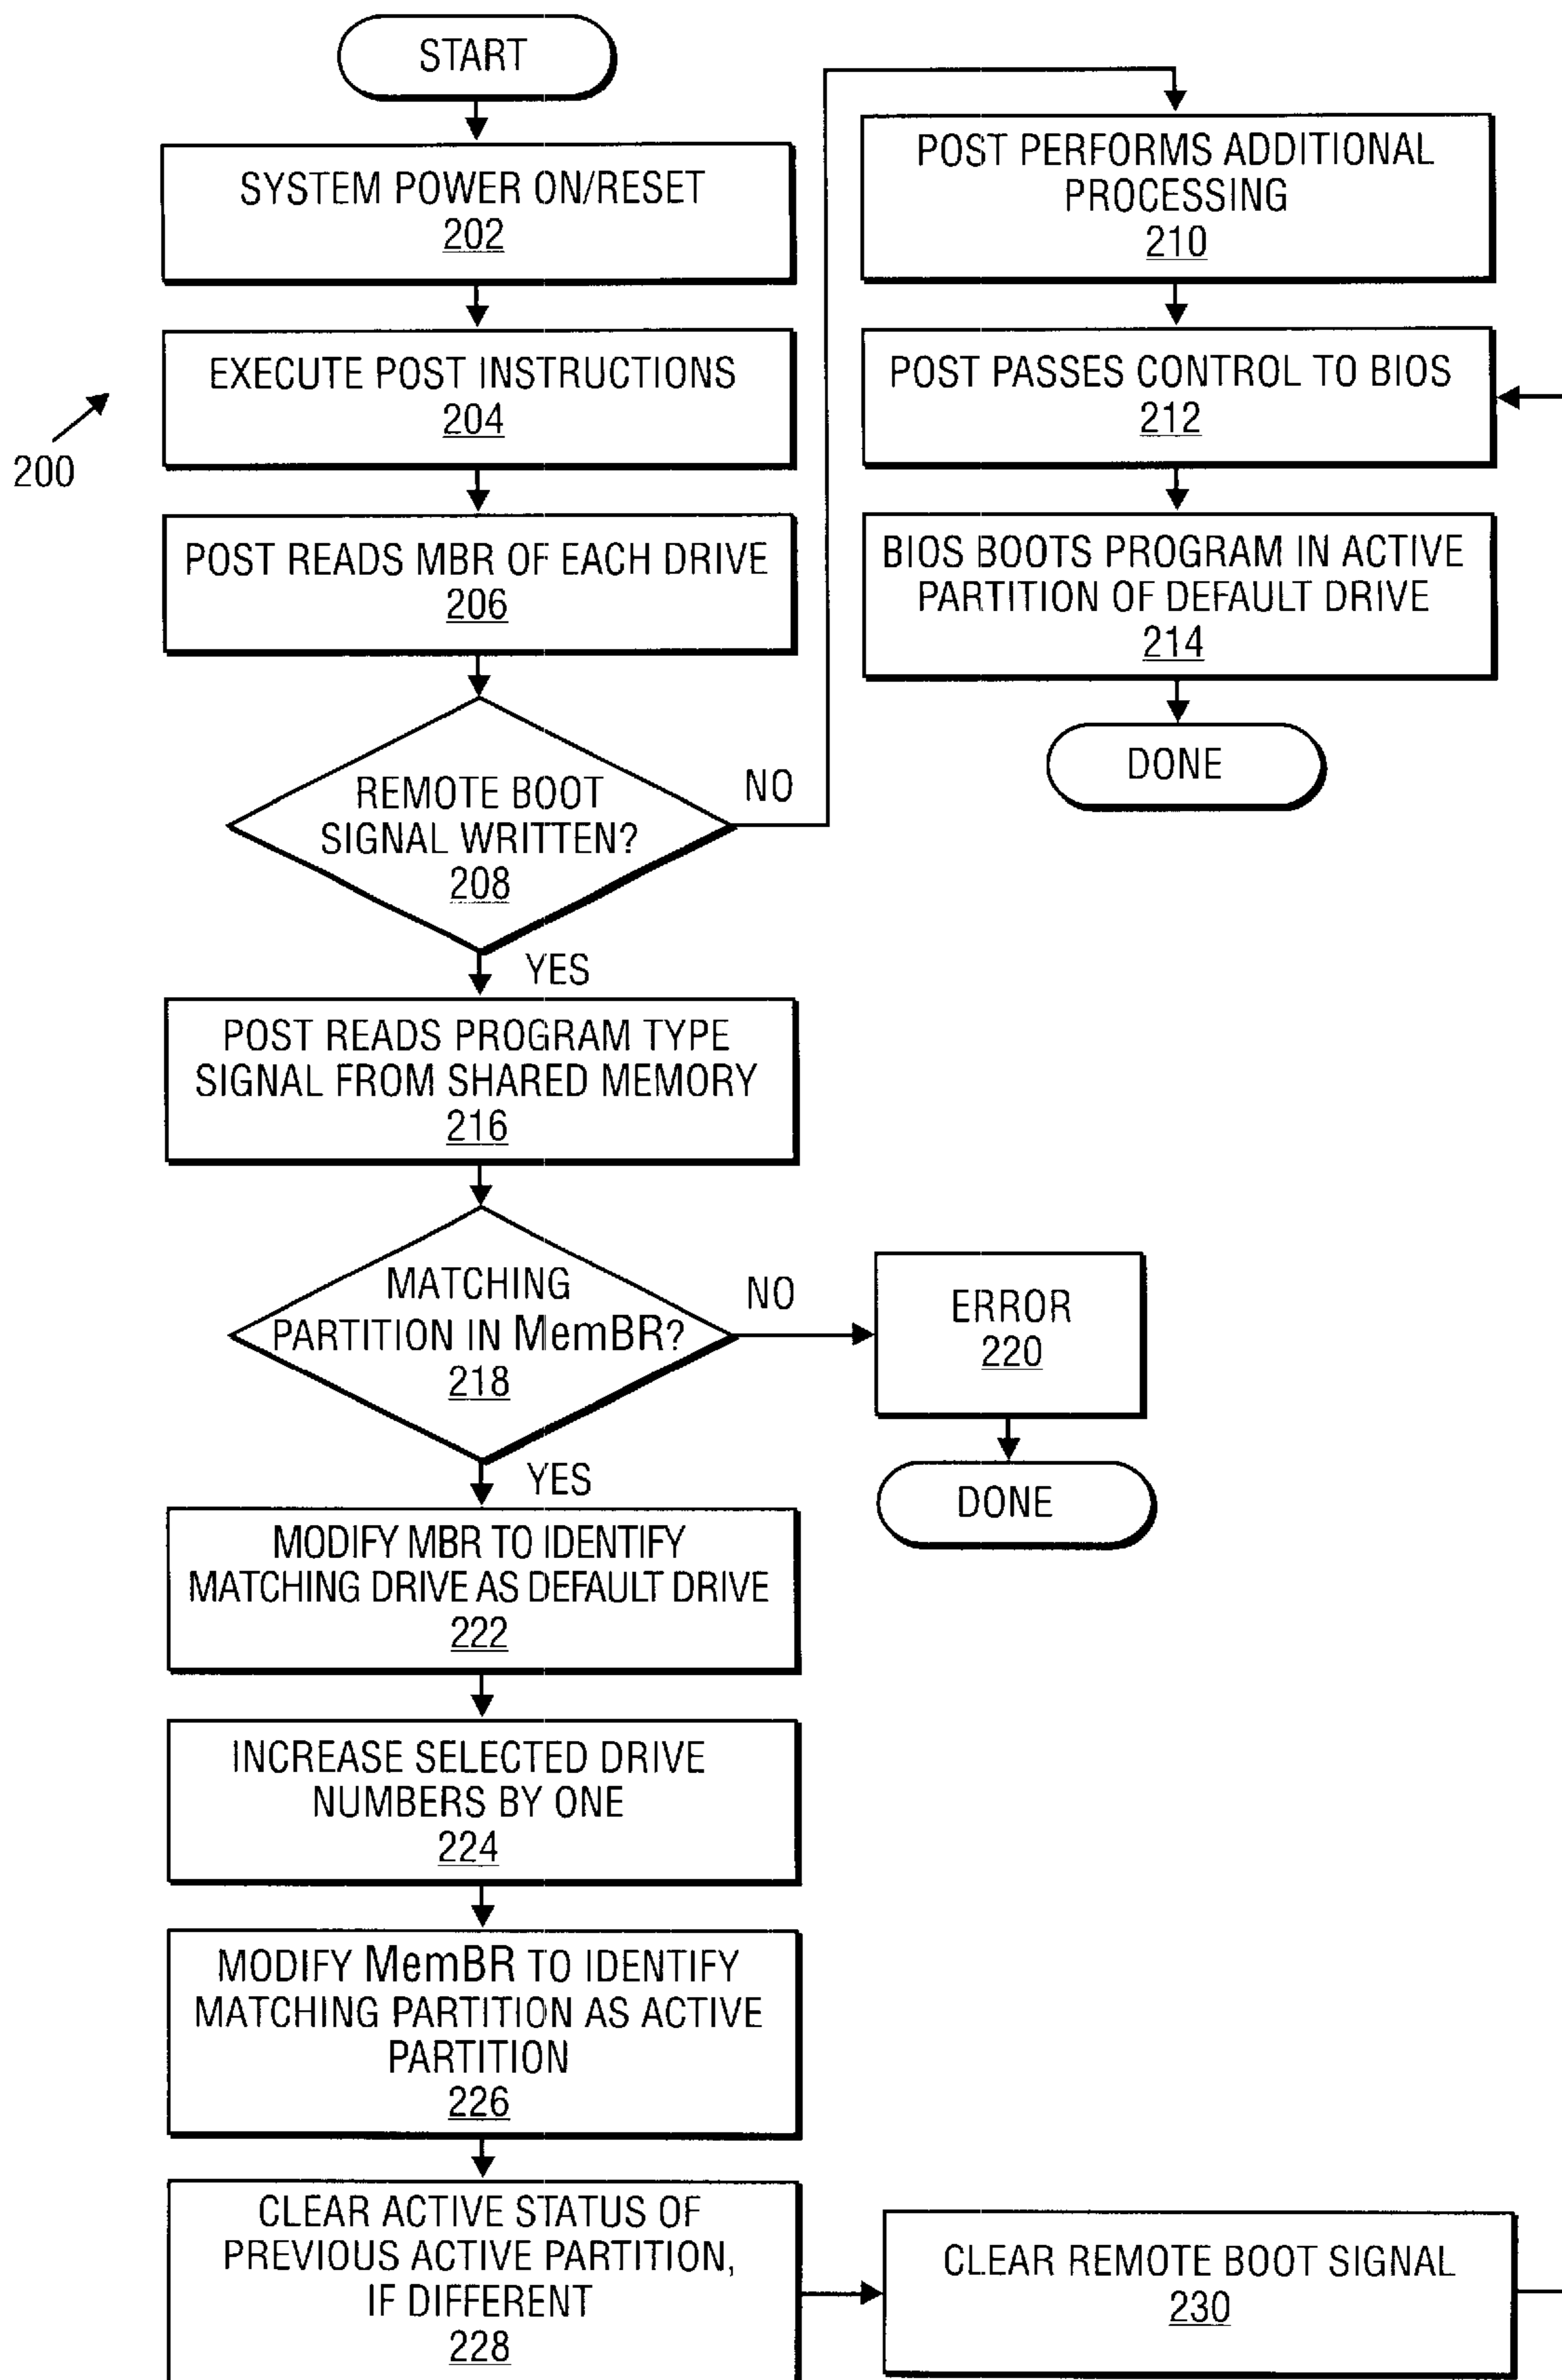 START
SYSTEM POWER ON/RESET
202
EXECUTE POST INSTRUCTIONS
204
200
POST READS MBR OF EACH DRIVE
206
REMOTE BOOT
SIGNAL WRITTEN?
208
NO
YES
POST PERFORMS ADDITIONAL
PROCESSING
210
POST PASSES CONTROL TO BIOS
212
BIOS BOOTS PROGRAM IN ACTIVE
PARTITION OF DEFAULT DRIVE
214
DONE
POST READS PROGRAM TYPE
SIGNAL FROM SHARED MEMORY
216
MATCHING
PARTITION IN MemBR?
218
NO
ERROR
220
DONE
YES
MODIFY MBR TO IDENTIFY
MATCHING DRIVE AS DEFAULT DRIVE
222
INCREASE SELECTED DRIVE
NUMBERS BY ONE
224
MODIFY MemBR TO IDENTIFY
MATCHING PARTITION AS ACTIVE
PARTITION
226
CLEAR ACTIVE STATUS OF
PREVIOUS ACTIVE PARTITION,
IF DIFFERENT
228
CLEAR REMOTE BOOT SIGNAL
230